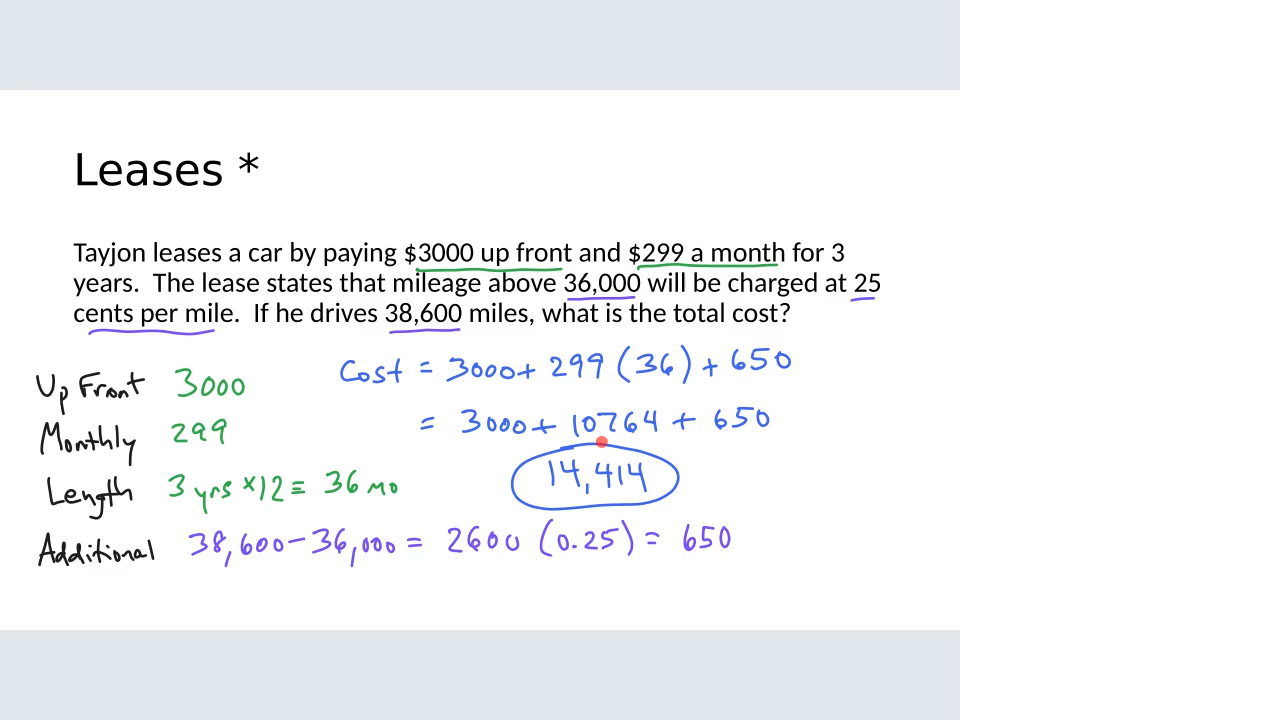 Leases *
Tayjon leases a car by paying $3000 up front and $299 a month for 3
years.  The lease states that mileage above 36,000 will be charged at 25
cents per mile.  If he drives 38,600 miles, what is the total cost?
Up Front 3000
Monthly 299
Length 3 yrs × 12 = 36 mo
Additional 38,600 - 36,000 = 2600 (0.25) = 650
Cost = 3000 + 299 (36) + 650
= 3000 + 10764 + 650
14,414